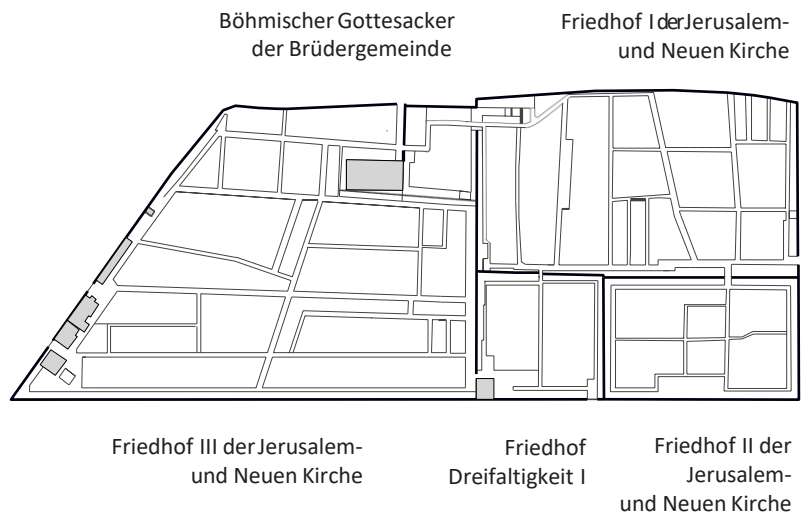 Böhmischer Gottesacker
der Brüdergemeinde
Friedhof I der Jerusalem-
und Neuen Kirche
Friedhof III der Jerusalem-
und Neuen Kirche
Friedhof
Dreifaltigkeit I
Friedhof II der
Jerusalem-
und Neuen Kirche